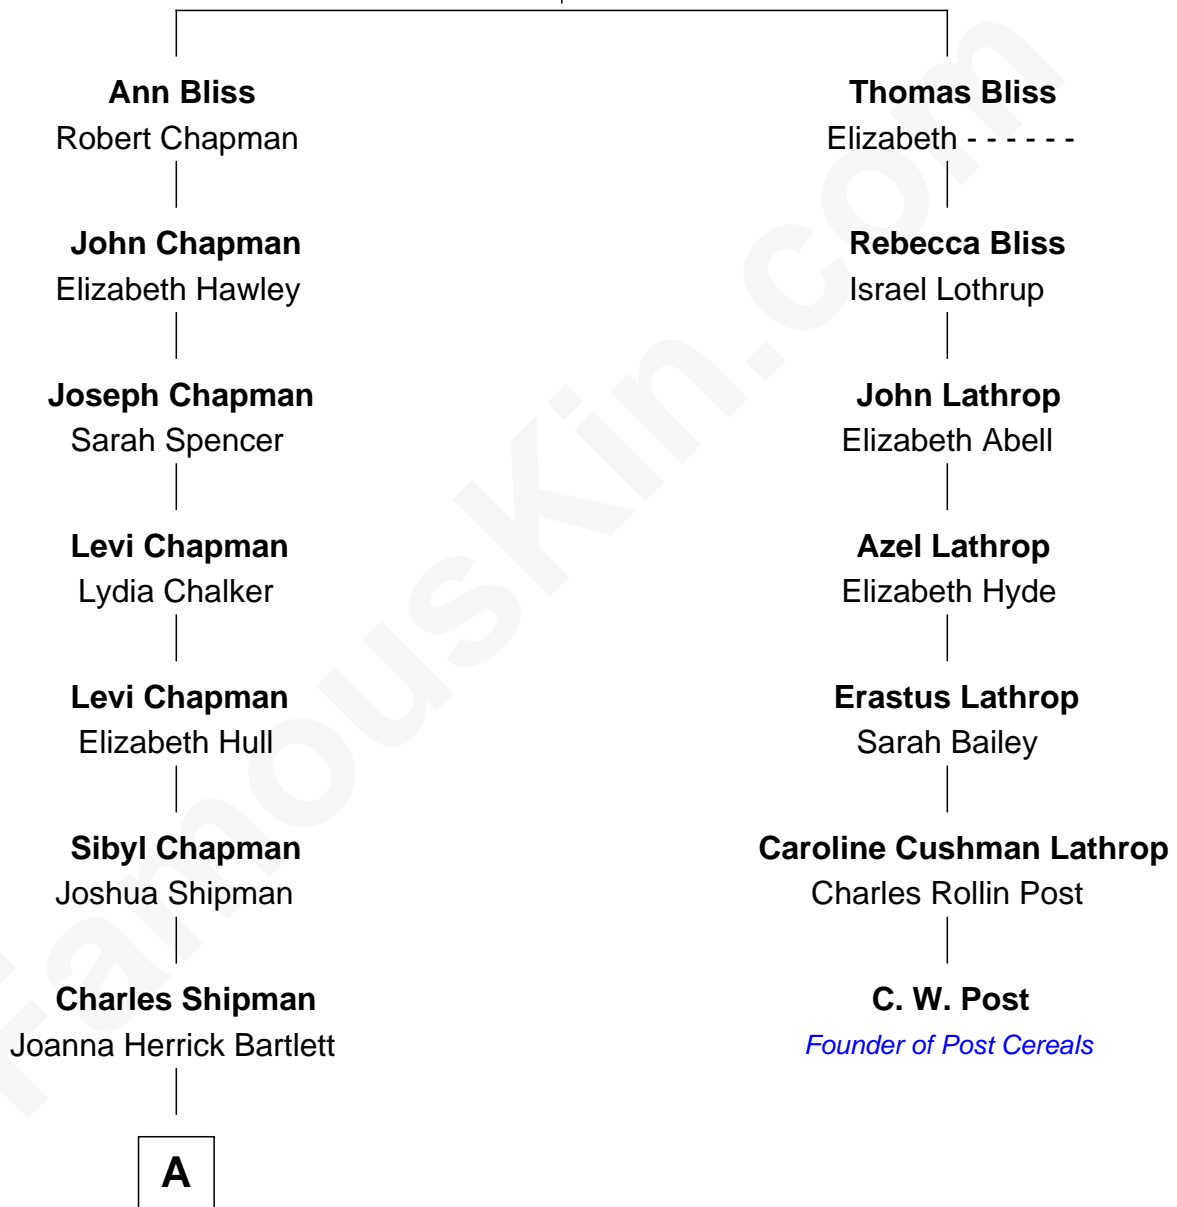 Ann Bliss
Robert Chapman
John Chapman
Elizabeth Hawley
Joseph Chapman
Sarah Spencer
Levi Chapman
Lydia Chalker
Levi Chapman
Elizabeth Hull
Sibyl Chapman
Joshua Shipman
Charles Shipman
Joanna Herrick Bartlett
A
Thomas Bliss
Elizabeth - - - - - -
Rebecca Bliss
Israel Lothrup
John Lathrop
Elizabeth Abell
Azel Lathrop
Elizabeth Hyde
Erastus Lathrop
Sarah Bailey
Caroline Cushman Lathrop
Charles Rollin Post
C. W. Post
Founder of Post Cereals
FamousKin.com